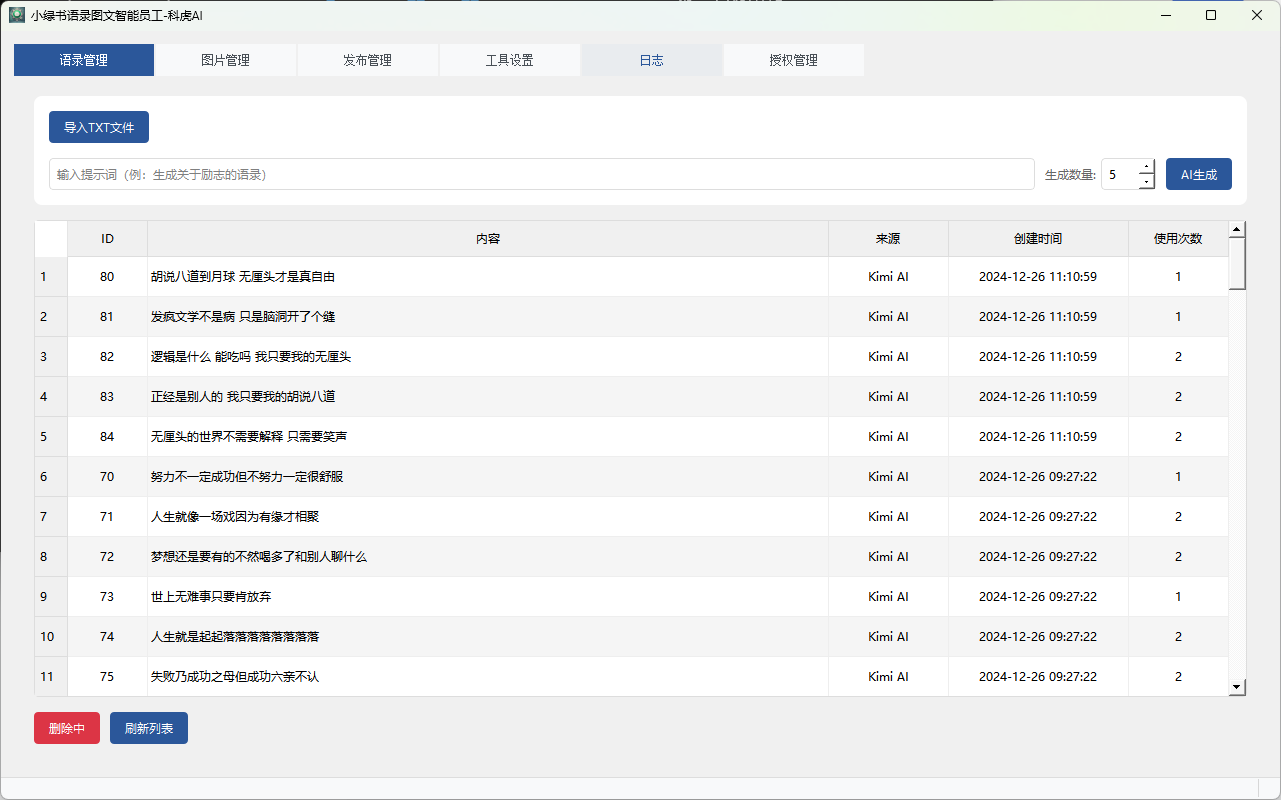 小绿书语录图文智能员工-科虎AI
语录管理 图片管理 发布管理 工具设置 日志 授权管理
导入TXT文件
输入提示词（例：生成关于励志的语录） 生成数量: 5 AI生成
ID 内容 来源 创建时间 使用次数
1 80 胡说八道到月球 无厘头才是真自由 Kimi AI 2024-12-26 11:10:59 1
2 81 发疯文学不是病 只是脑洞开了个缝 Kimi AI 2024-12-26 11:10:59 1
3 82 逻辑是什么 能吃吗 我只要我的无厘头 Kimi AI 2024-12-26 11:10:59 2
4 83 正经是别人的 我只要我的胡说八道 Kimi AI 2024-12-26 11:10:59 2
5 84 无厘头的世界不需要解释 只需要笑声 Kimi AI 2024-12-26 11:10:59 2
6 70 努力不一定成功但不努力一定很舒服 Kimi AI 2024-12-26 09:27:22 1
7 71 人生就像一场戏因为有缘才相聚 Kimi AI 2024-12-26 09:27:22 2
8 72 梦想还是要有的不然喝多了和别人聊什么 Kimi AI 2024-12-26 09:27:22 2
9 73 世上无难事只要肯放弃 Kimi AI 2024-12-26 09:27:22 1
10 74 人生就是起起落落落落落落落落 Kimi AI 2024-12-26 09:27:22 2
11 75 失败乃成功之母但成功六亲不认 Kimi AI 2024-12-26 09:27:22 2
删除中 刷新列表